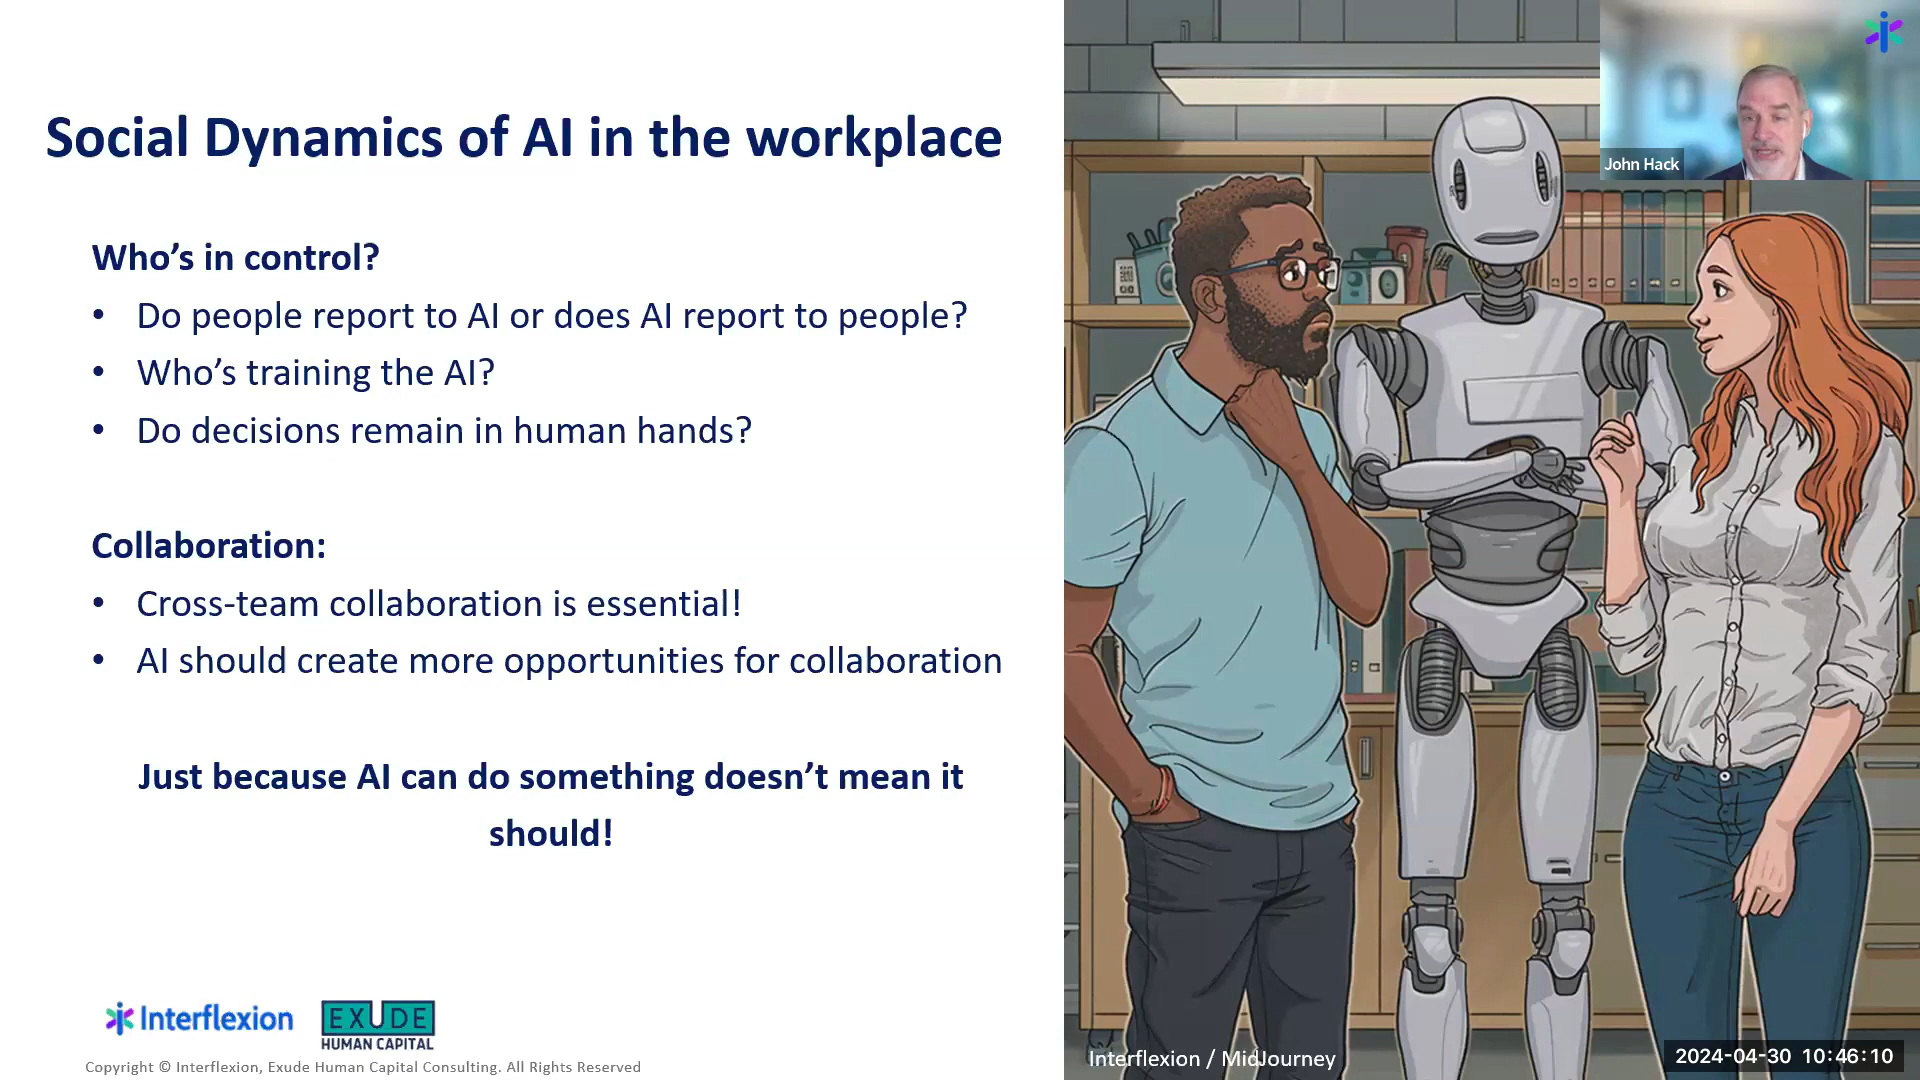 Social Dynamics of AI in the workplace
Who’s in control?
• Do people report to AI or does AI report to people?
• Who’s training the AI?
• Do decisions remain in human hands?
Collaboration:
• Cross-team collaboration is essential!
• AI should create more opportunities for collaboration
Just because AI can do something doesn’t mean it
should!
Interflexion
EXUDE
HUMAN CAPITAL
Copyright © Interflexion, Exude Human Capital Consulting. All Rights Reserved
John Hack
Interflexion / MidJourney
2024-04-30 10:46:10